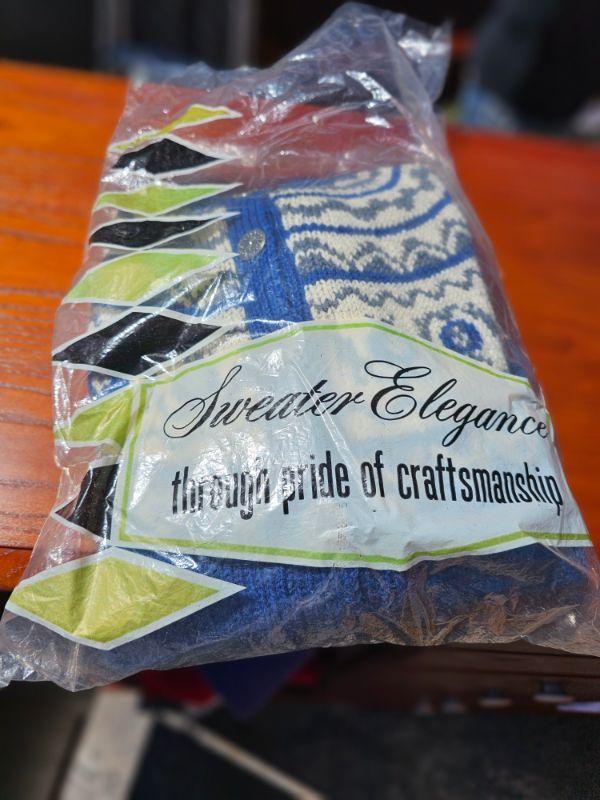 Sweater Elegance
through pride of craftsmanship